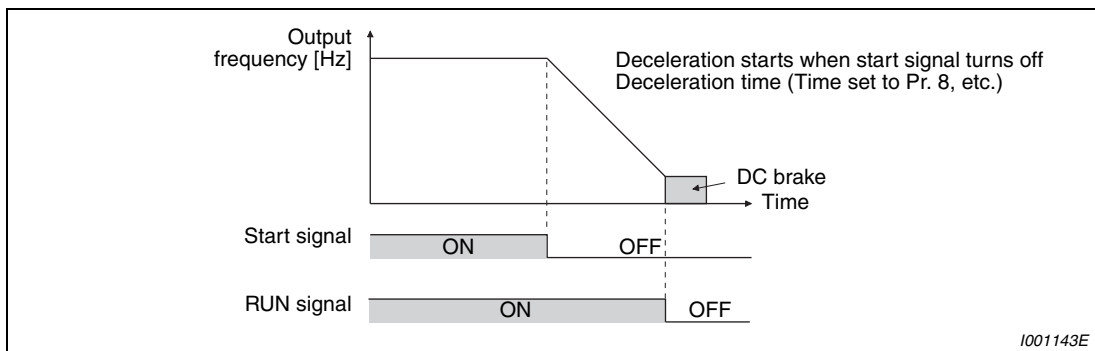 Output
frequency [Hz]
Deceleration starts when start signal turns off
Deceleration time (Time set to Pr. 8, etc.)
DC brake
Time
Start signal
ON
OFF
RUN signal
ON
OFF
I001143E